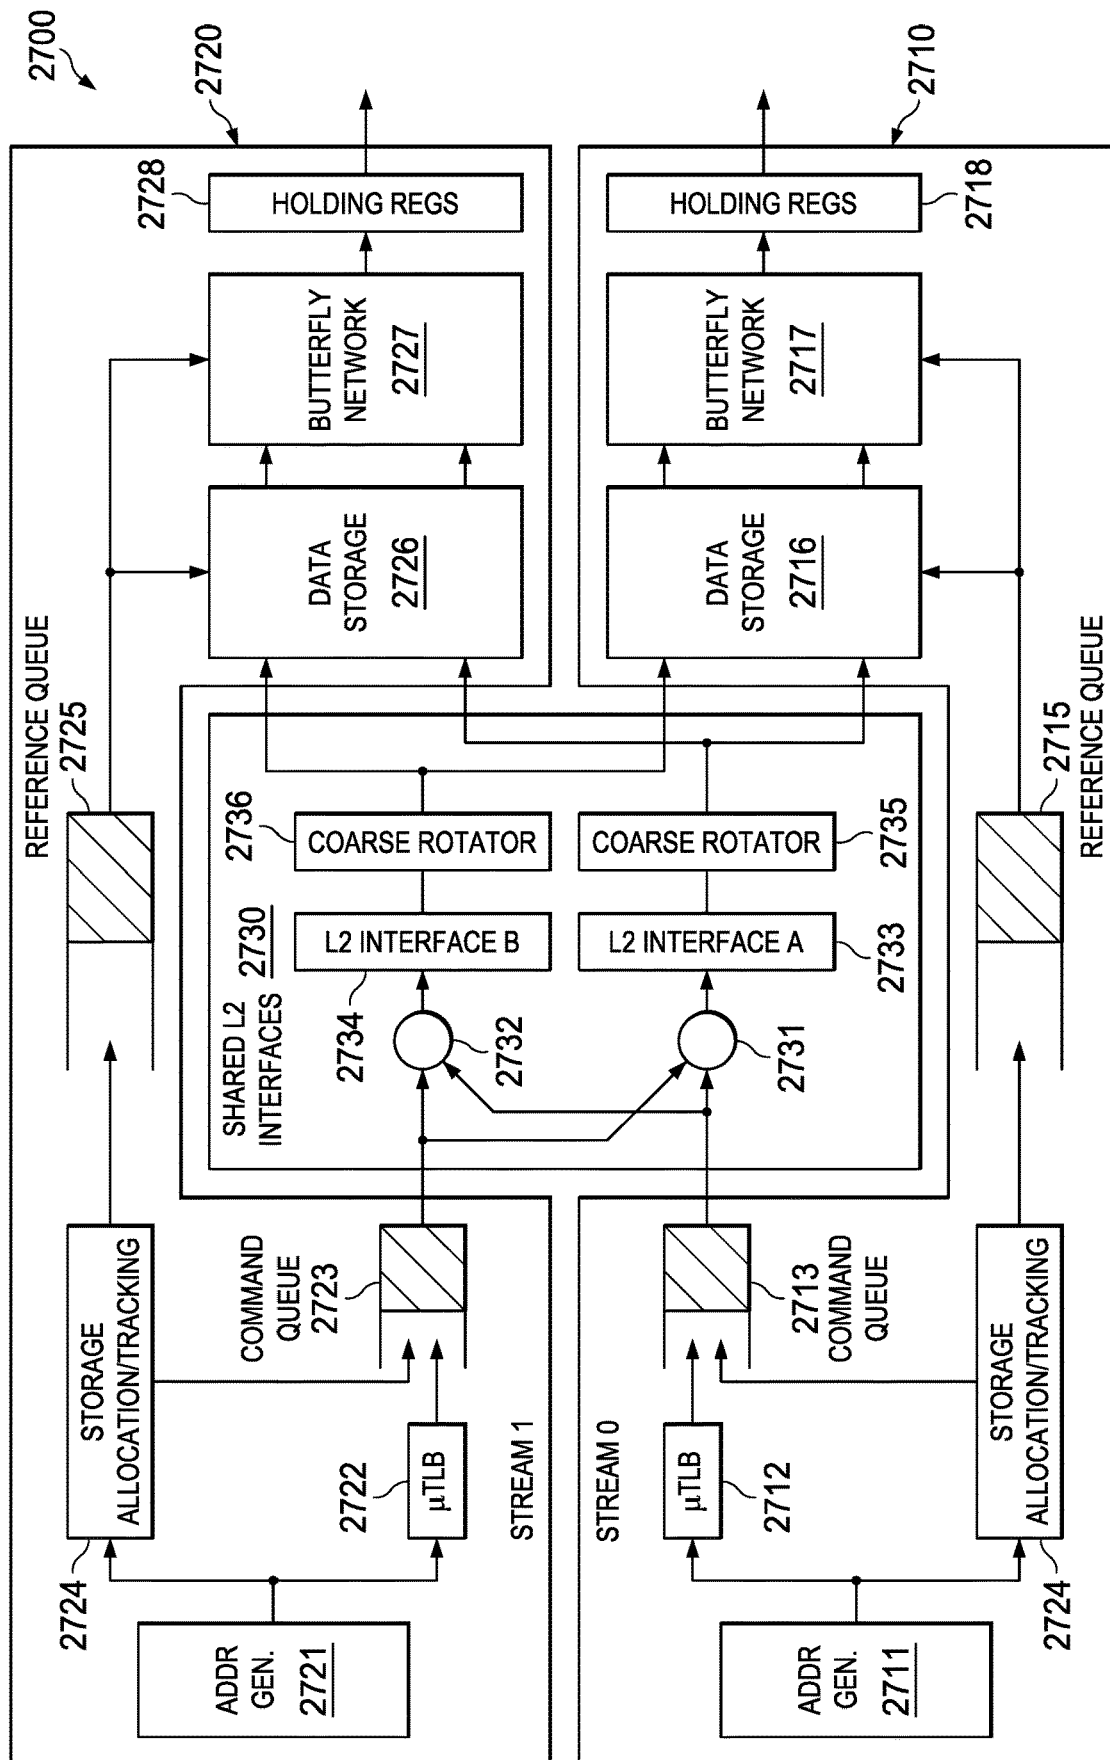 2700
2720
STREAM 1
ADDR
GEN.
2721
2724
STORAGE
ALLOCATION/TRACKING
2722
µTLB
COMMAND
QUEUE
2723
REFERENCE QUEUE
2725
DATA
STORAGE
2726
BUTTERFLY
NETWORK
2727
2728
HOLDING REGS
SHARED L2
INTERFACES 2730
2734
L2 INTERFACE B
2732
2736
COARSE ROTATOR
L2 INTERFACE A
2733
2731
COARSE ROTATOR
2735
2710
STREAM 0
ADDR
GEN.
2711
µTLB
2712
2724
STORAGE
ALLOCATION/TRACKING
2713
COMMAND
QUEUE
2715
REFERENCE QUEUE
DATA
STORAGE
2716
BUTTERFLY
NETWORK
2717
HOLDING REGS
2718